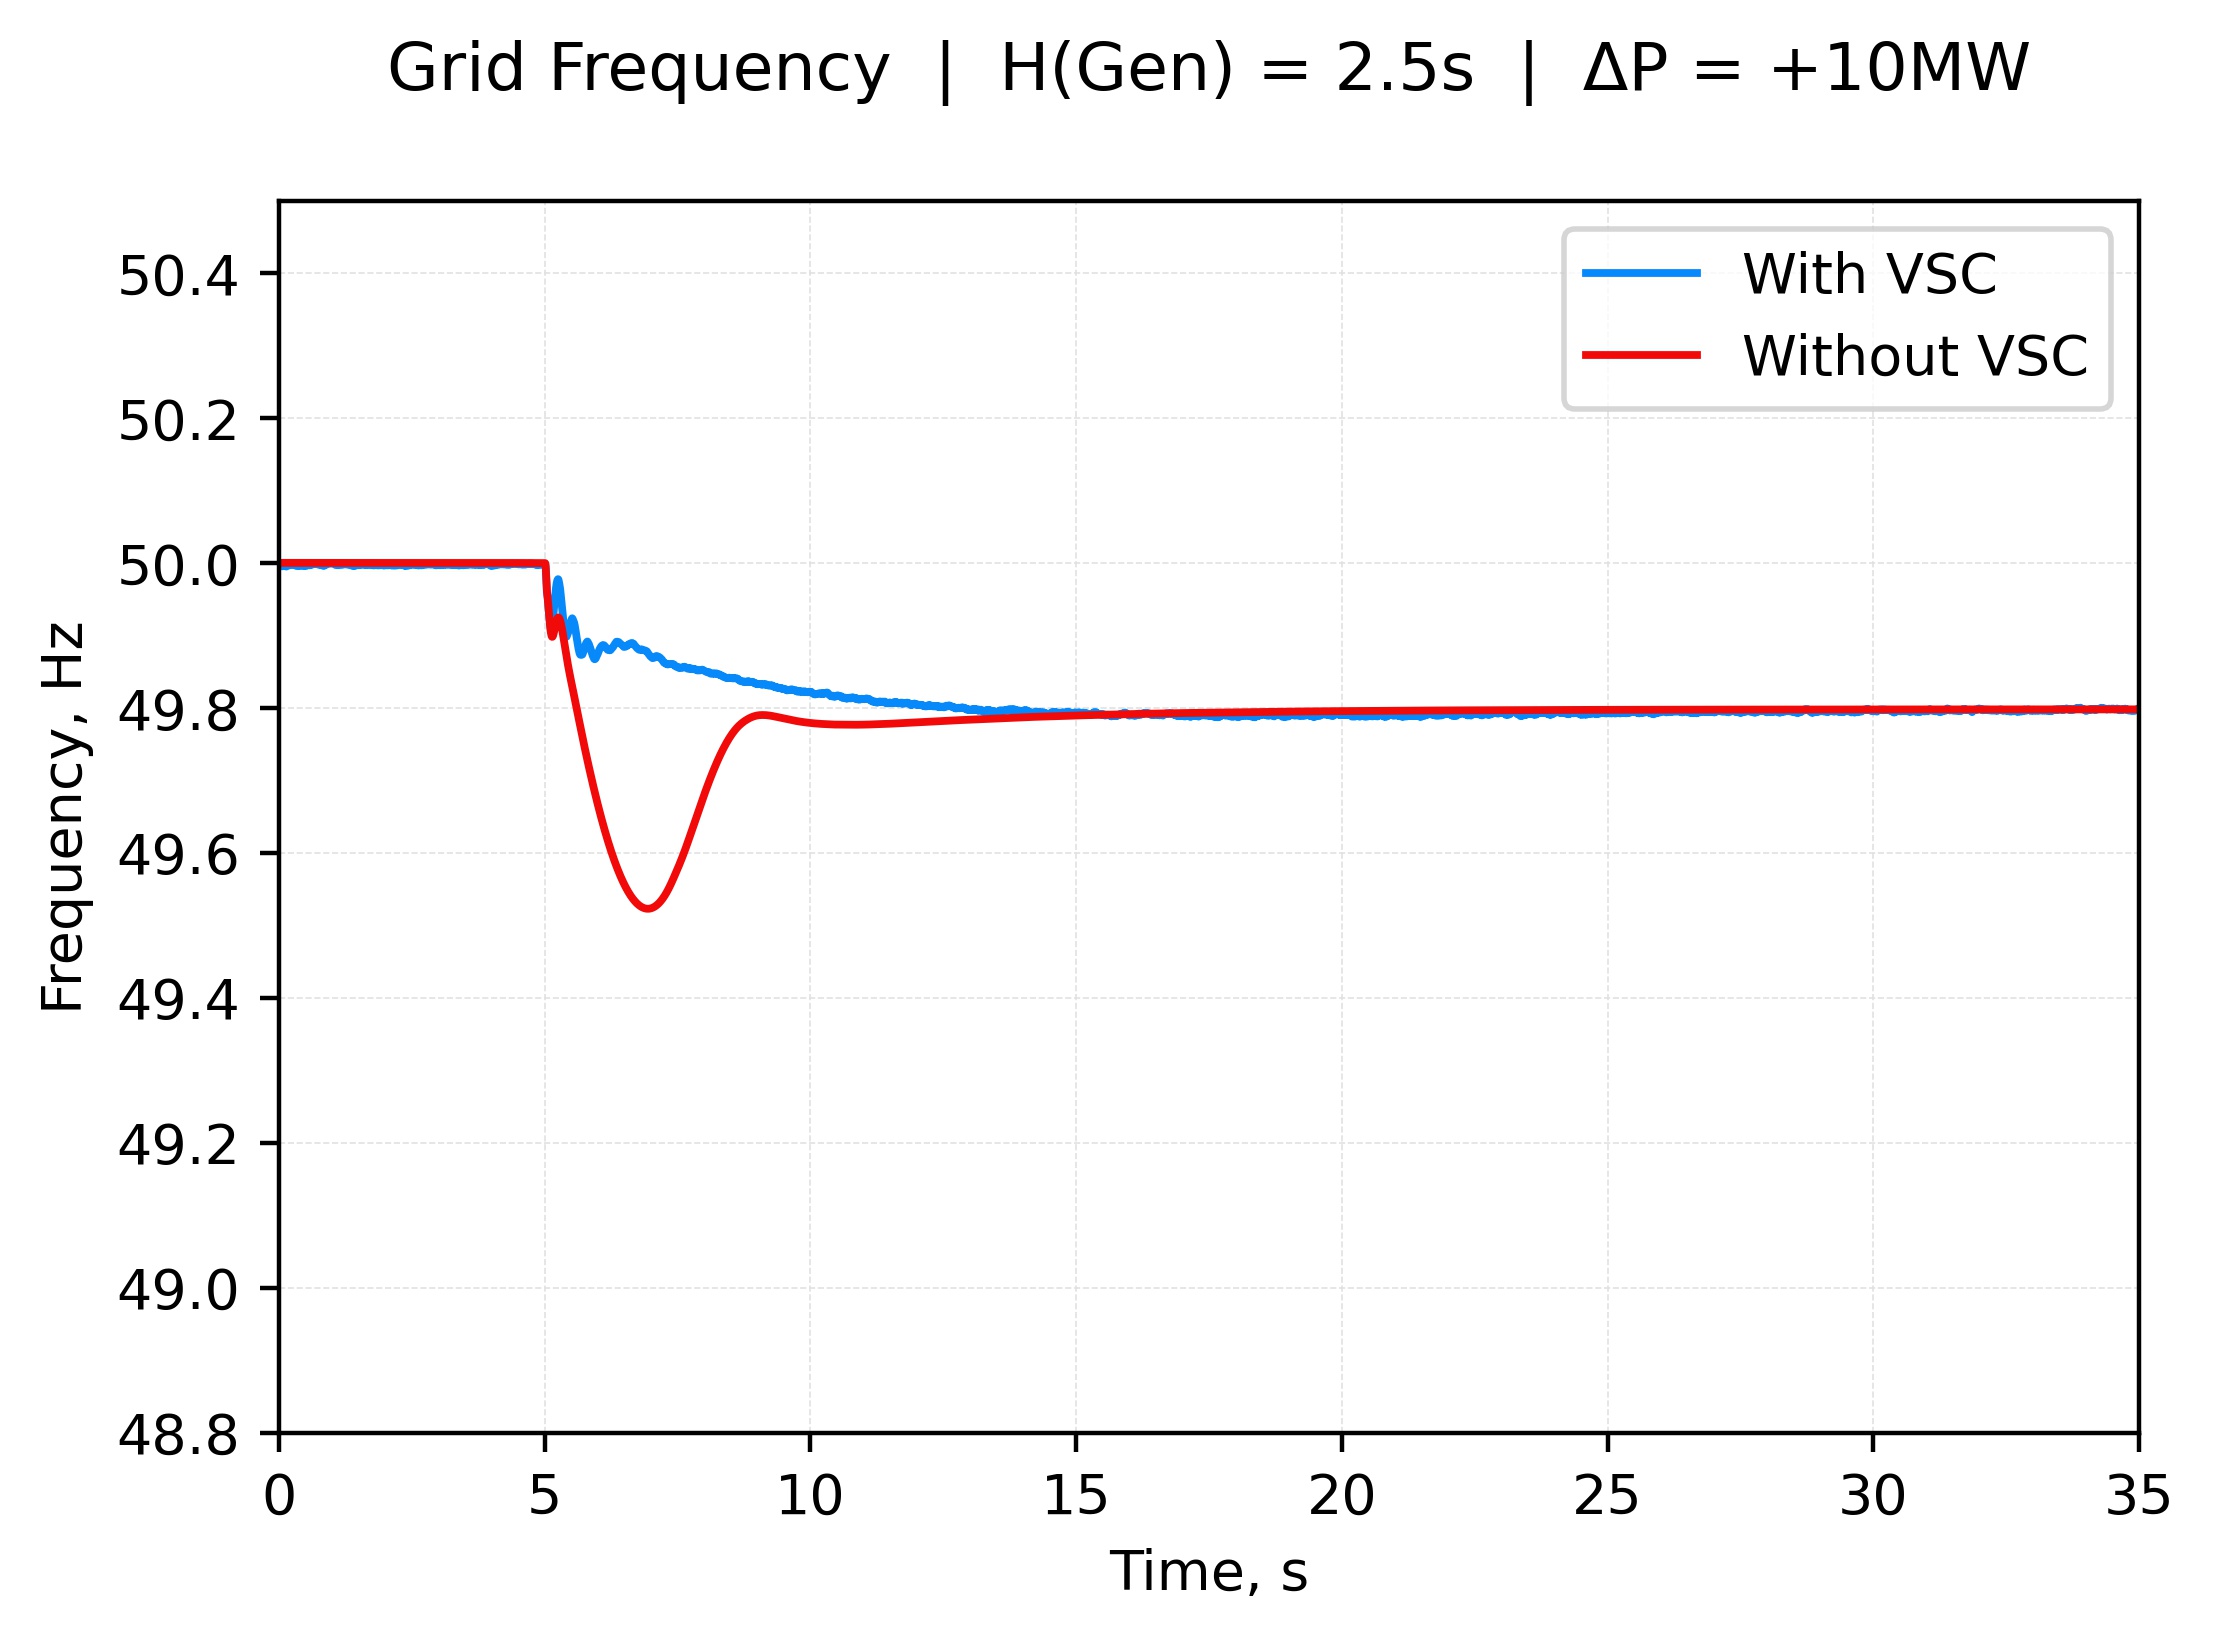 Grid Frequency | H(Gen) = 2.5s | ΔP = +10MW
With VSC
Without VSC
50.4
50.2
50.0
49.8
49.6
49.4
49.2
49.0
48.8
Frequency, Hz
0 5 10 15 20 25 30 35
Time, s